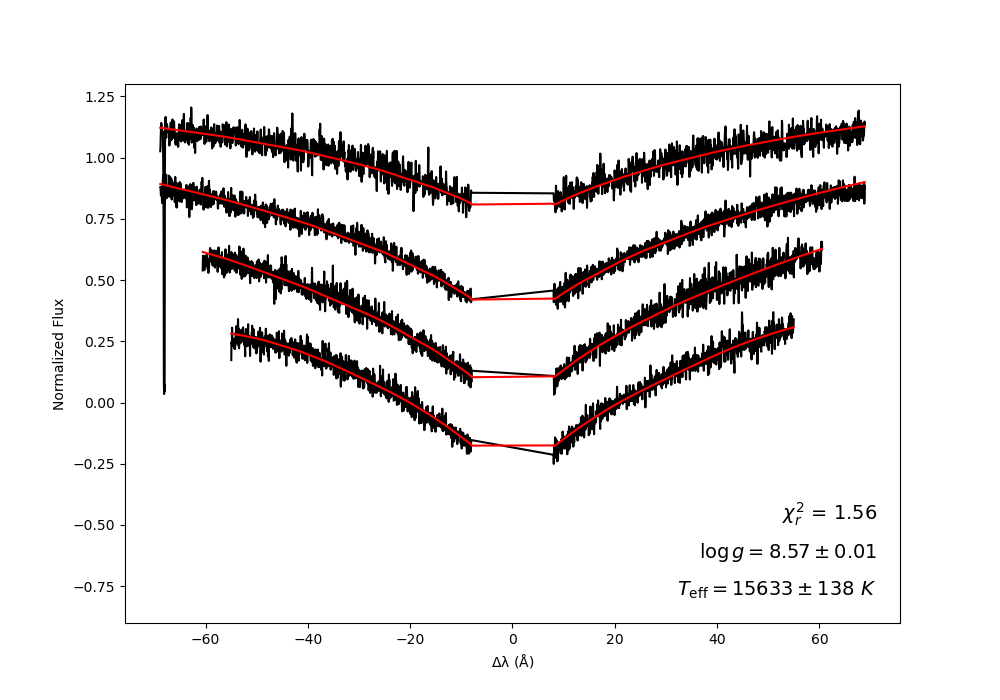 1.25
1.00
0.75
0.50
0.25
0.00
−0.25
−0.50
−0.75
Normalized Flux
χ²ᵣ = 1.56
log g = 8.57 ± 0.01
T_eff = 15633 ± 138 K
−60 −40 −20 0 20 40 60
Δλ (Å)